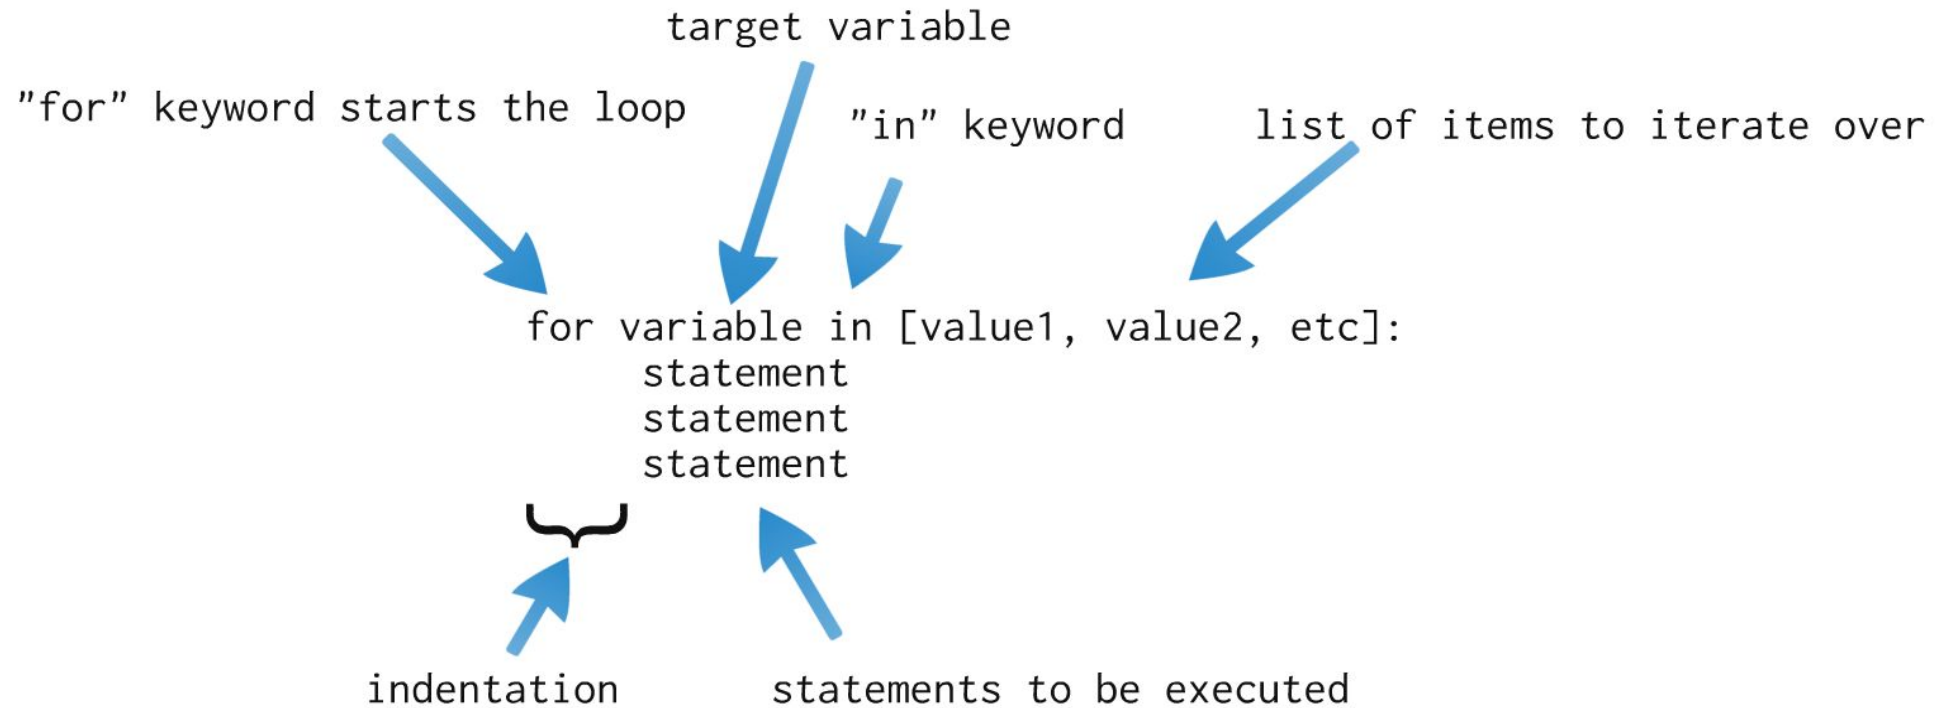 target variable
"for" keyword starts the loop
"in" keyword
list of items to iterate over
for variable in [value1, value2, etc]:
statement
statement
statement
indentation
statements to be executed